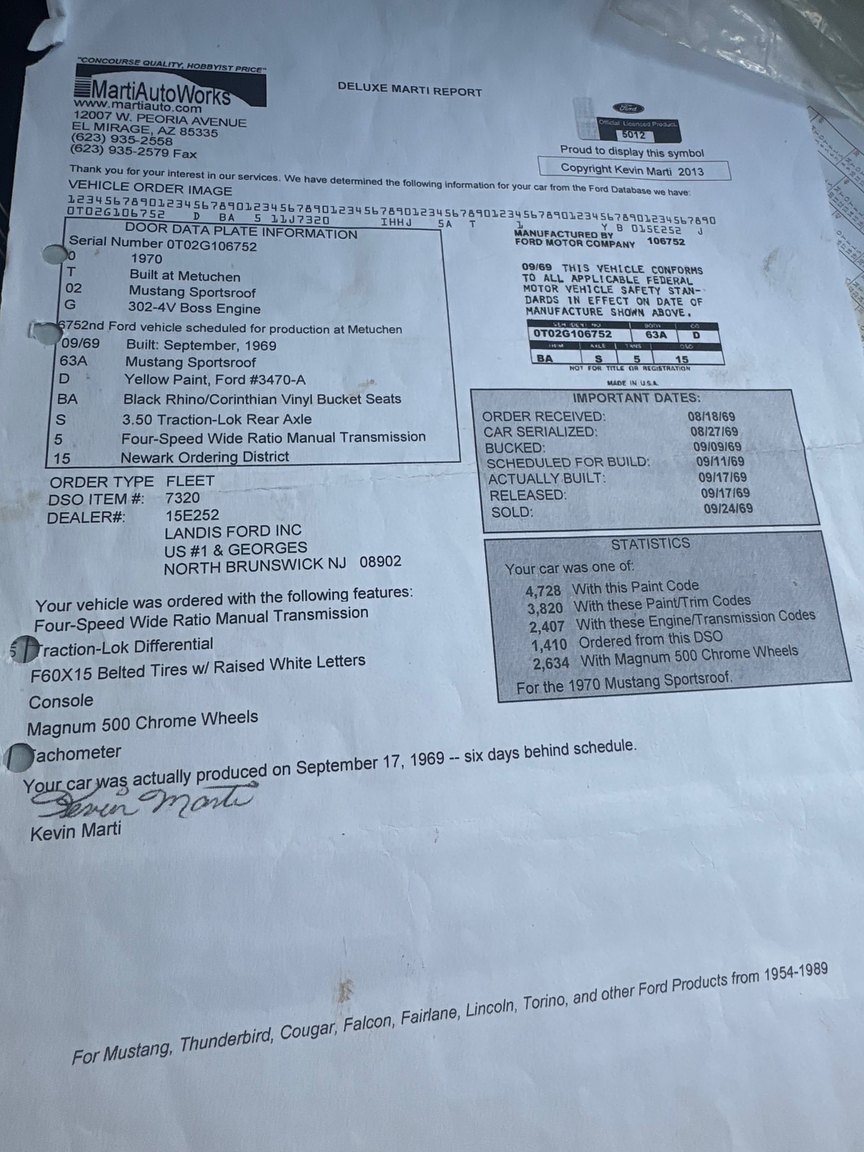 "CONCOURSE QUALITY, HOBBYIST PRICE"
MartiAutoWorks
www.martiauto.com
12007 W. PEORIA AVENUE
EL MIRAGE, AZ 85335
(623) 935-2558
(623) 935-2579 Fax
DELUXE MARTI REPORT
Ford
Official Licensed Product
5012
Proud to display this symbol
Copyright Kevin Marti 2013
Thank you for your interest in our services. We have determined the following information for your car from the Ford Database we have:
VEHICLE ORDER IMAGE
12345678901234567890123456789012345678901234567890123456789012345678901234567890
0T02G106752 D BA S 11J7320 IHHJ 5A T 1 Y B 015E252 J
DOOR DATA PLATE INFORMATION
Serial Number 0T02G106752
0 1970
T Built at Metuchen
02 Mustang Sportsroof
G 302-4V Boss Engine
6752nd Ford vehicle scheduled for production at Metuchen
09/69 Built: September, 1969
63A Mustang Sportsroof
D Yellow Paint, Ford #3470-A
BA Black Rhino/Corinthian Vinyl Bucket Seats
S 3.50 Traction-Lok Rear Axle
5 Four-Speed Wide Ratio Manual Transmission
15 Newark Ordering District
MANUFACTURED BY
FORD MOTOR COMPANY 106752
09/69 THIS VEHICLE CONFORMS
TO ALL APPLICABLE FEDERAL
MOTOR VEHICLE SAFETY STAN-
DARDS IN EFFECT ON DATE OF
MANUFACTURE SHOWN ABOVE.
0T02G106752 63A D
BA S 5 15
NOT FOR TITLE OR REGISTRATION
MADE IN U.S.A.
IMPORTANT DATES:
ORDER RECEIVED: 08/18/69
CAR SERIALIZED: 08/27/69
BUCKED: 09/09/69
SCHEDULED FOR BUILD: 09/11/69
ACTUALLY BUILT: 09/17/69
RELEASED: 09/17/69
SOLD: 09/24/69
ORDER TYPE FLEET
DSO ITEM #: 7320
DEALER#: 15E252
LANDIS FORD INC
US #1 & GEORGES
NORTH BRUNSWICK NJ 08902
STATISTICS
Your car was one of:
4,728 With this Paint Code
3,820 With these Paint/Trim Codes
2,407 With these Engine/Transmission Codes
1,410 Ordered from this DSO
2,634 With Magnum 500 Chrome Wheels
For the 1970 Mustang Sportsroof.
Your vehicle was ordered with the following features:
Four-Speed Wide Ratio Manual Transmission
Traction-Lok Differential
F60X15 Belted Tires w/ Raised White Letters
Console
Magnum 500 Chrome Wheels
achometer
Your car was actually produced on September 17, 1969 -- six days behind schedule.
Kevin Marti
Kevin Marti
For Mustang, Thunderbird, Cougar, Falcon, Fairlane, Lincoln, Torino, and other Ford Products from 1954-1989